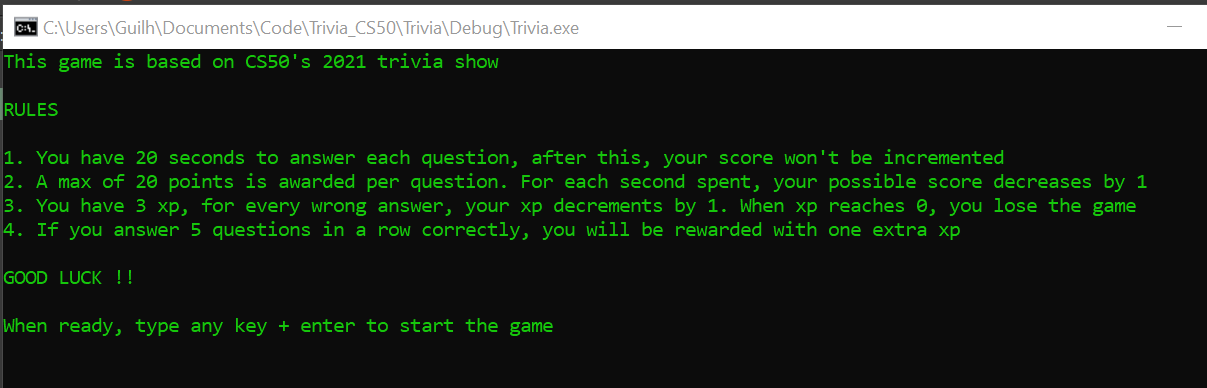 C:\Users\Guilh\Documents\Code\Trivia_CS50\Trivia\Debug\Trivia.exe
This game is based on CS50's 2021 trivia show
RULES
1. You have 20 seconds to answer each question, after this, your score won't be incremented
2. A max of 20 points is awarded per question. For each second spent, your possible score decreases by 1
3. You have 3 xp, for every wrong answer, your xp decrements by 1. When xp reaches 0, you lose the game
4. If you answer 5 questions in a row correctly, you will be rewarded with one extra xp
GOOD LUCK !!
When ready, type any key + enter to start the game